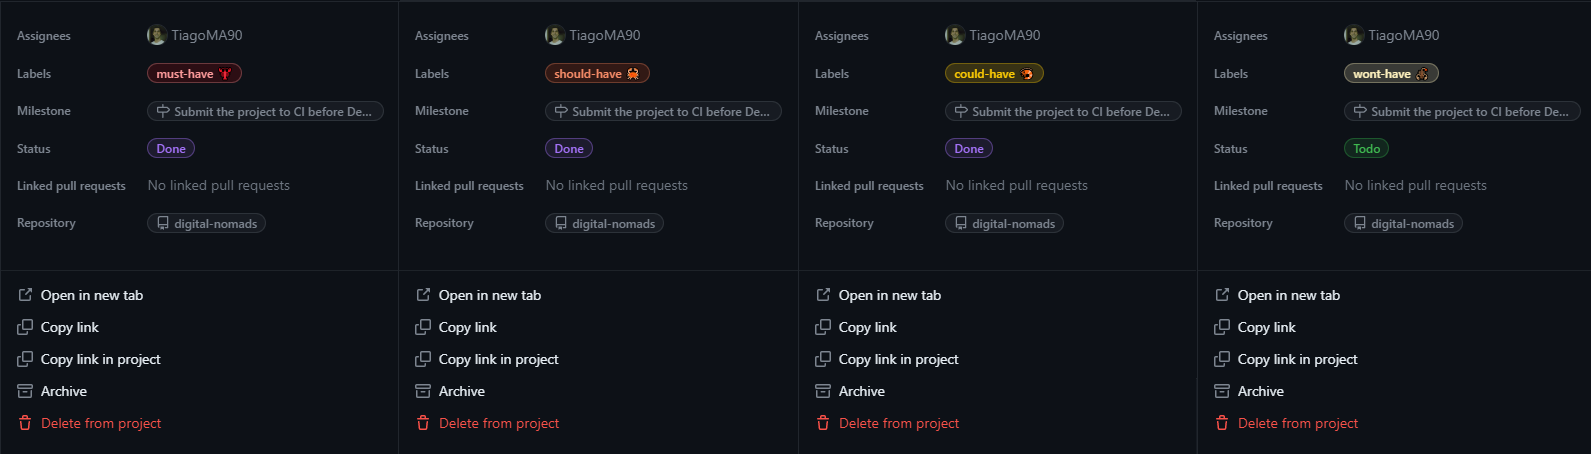 Assignees TiagoMA90
Labels must-have
Milestone Submit the project to CI before De...
Status Done
Linked pull requests No linked pull requests
Repository digital-nomads
Open in new tab
Copy link
Copy link in project
Archive
Delete from project
Assignees TiagoMA90
Labels should-have
Milestone Submit the project to CI before De...
Status Done
Linked pull requests No linked pull requests
Repository digital-nomads
Open in new tab
Copy link
Copy link in project
Archive
Delete from project
Assignees TiagoMA90
Labels could-have
Milestone Submit the project to CI before De...
Status Done
Linked pull requests No linked pull requests
Repository digital-nomads
Open in new tab
Copy link
Copy link in project
Archive
Delete from project
Assignees TiagoMA90
Labels wont-have
Milestone Submit the project to CI before De...
Status Todo
Linked pull requests No linked pull requests
Repository digital-nomads
Open in new tab
Copy link
Copy link in project
Archive
Delete from project